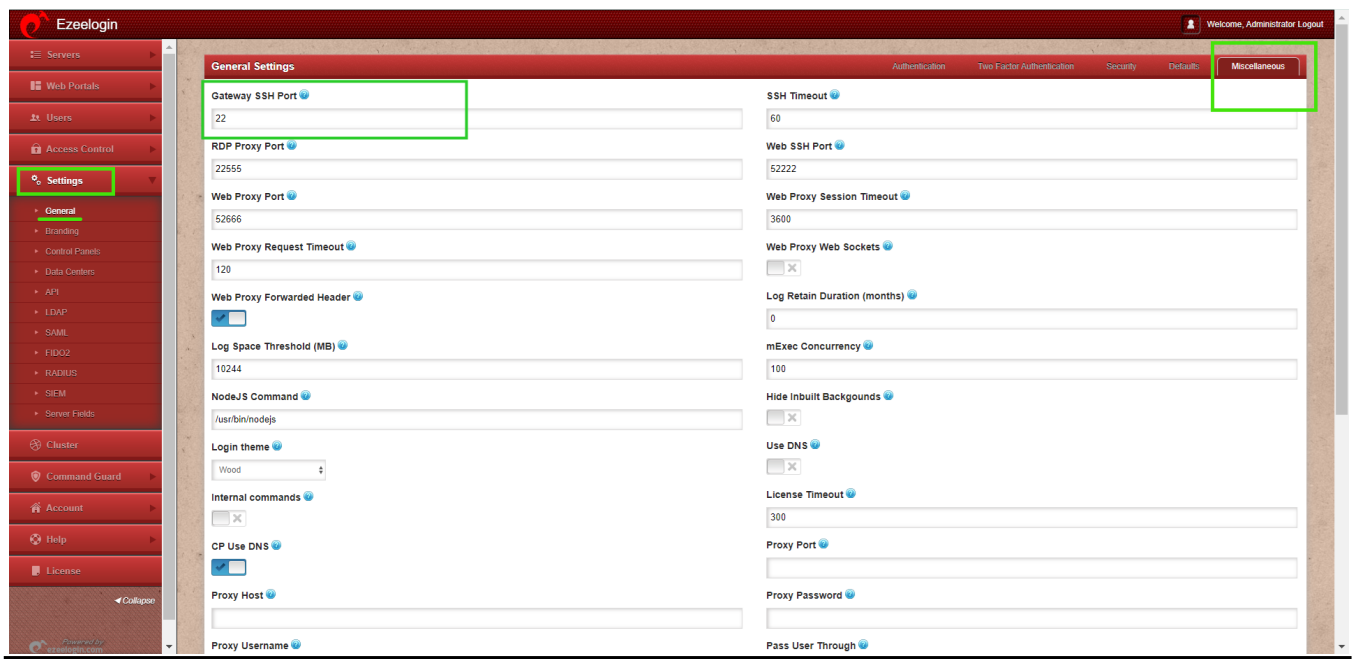 Ezeelogin
Welcome, Administrator Logout
Servers
Web Portals
Users
Access Control
Settings
General
Branding
Control Panels
Data Centers
API
LDAP
SAML
FIDO2
RADIUS
SIEM
Server Fields
Cluster
Command Guard
Account
Help
License
Collapse
Powered by
ezeelogin.com
General Settings
Authentication
Two Factor Authentication
Security
Defaults
Miscellaneous
Gateway SSH Port
22
SSH Timeout
60
RDP Proxy Port
22555
Web SSH Port
52222
Web Proxy Port
52666
Web Proxy Session Timeout
3600
Web Proxy Request Timeout
120
Web Proxy Web Sockets
Web Proxy Forwarded Header
Log Retain Duration (months)
0
Log Space Threshold (MB)
10244
mExec Concurrency
100
NodeJS Command
/usr/bin/nodejs
Hide Inbuilt Backgounds
Login theme
Wood
Use DNS
Internal commands
License Timeout
300
CP Use DNS
Proxy Port
Proxy Host
Proxy Password
Proxy Username
Pass User Through